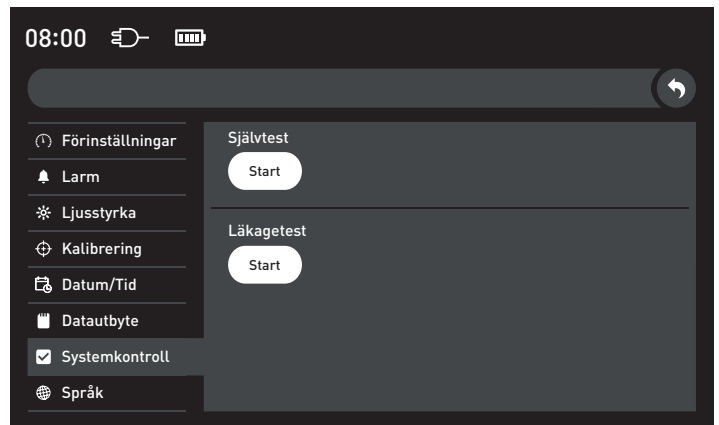 08:00
Förinställningar
Larm
Ljusstyrka
Kalibrering
Datum/Tid
Datautbyte
Systemkontroll
Språk
Självtest
Start
Läkagetest
Start